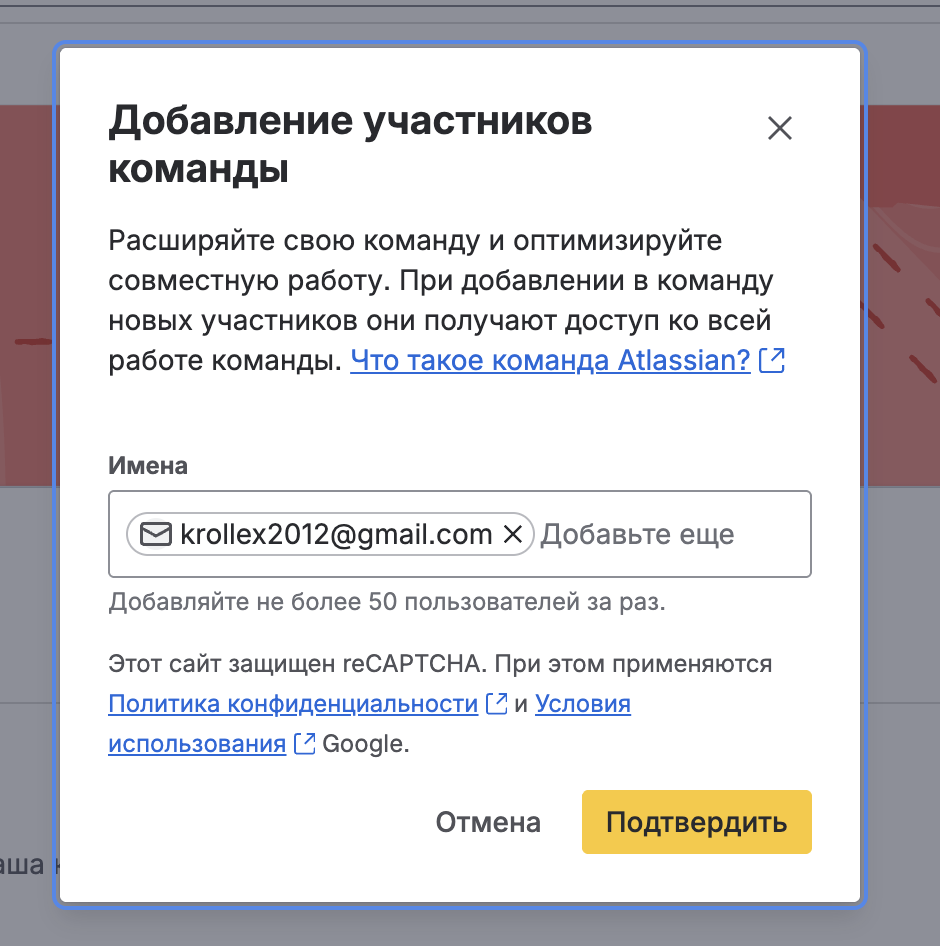 Добавление участников
команды
Расширяйте свою команду и оптимизируйте
совместную работу. При добавлении в команду
новых участников они получают доступ ко всей
работе команды. Что такое команда Atlassian?
Имена
krollex2012@gmail.com Добавьте еще
Добавляйте не более 50 пользователей за раз.
Этот сайт защищен reCAPTCHA. При этом применяются
Политика конфиденциальности и Условия
использования Google.
Отмена Подтвердить